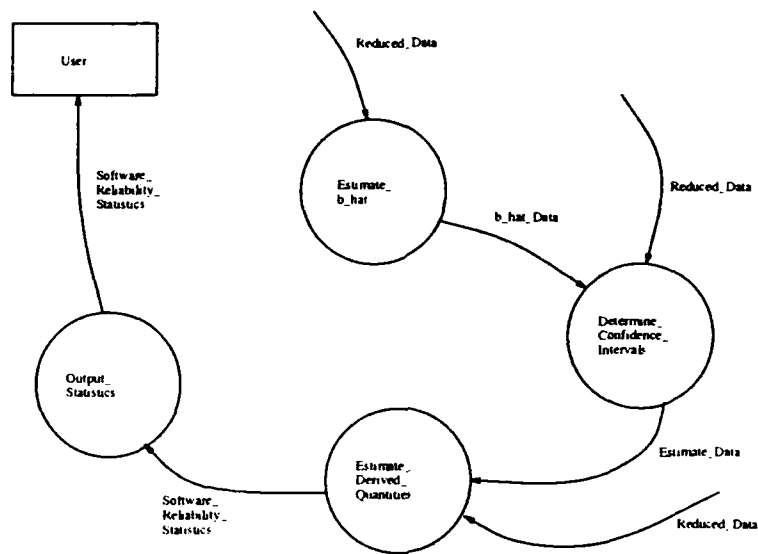 User
Reduced_Data
Software_
Reliability_
Statistics
Estimate_
b_hat
Reduced_Data
b_hat_Data
Determine_
Confidence_
Intervals
Output_
Statistics
Estimate_Data
Estimate_
Derived_
Quantities
Software_
Reliability_
Statistics
Reduced_Data